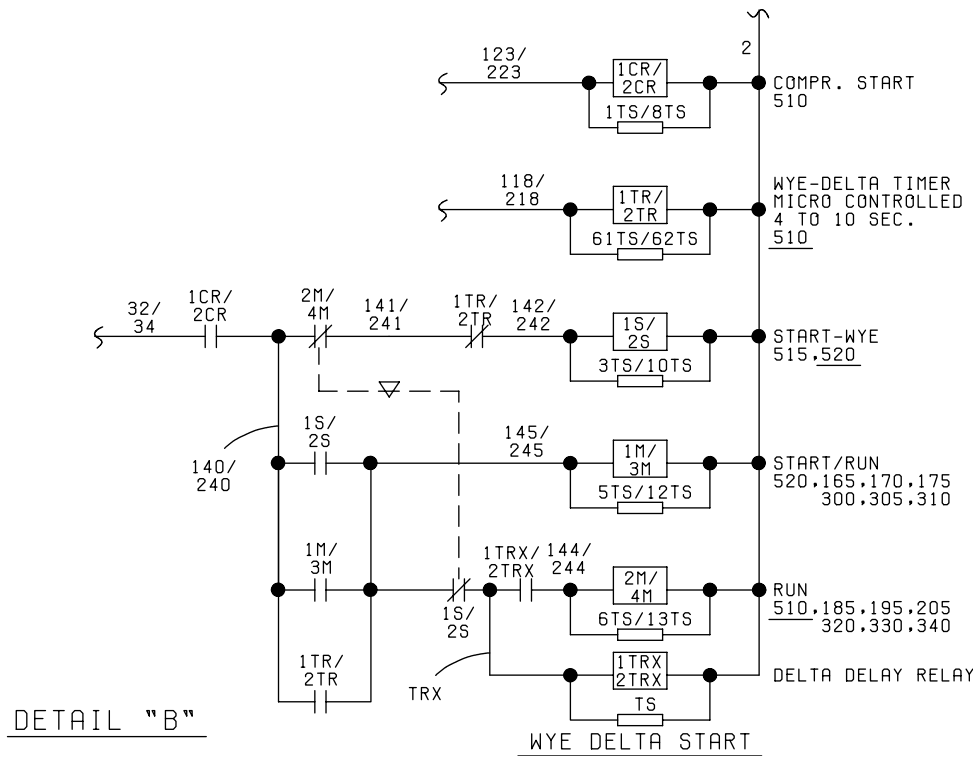 2
123/
223
1CR/
2CR
1TS/8TS
COMPR. START
510
118/
218
1TR/
2TR
61TS/62TS
WYE-DELTA TIMER
MICRO CONTROLLED
4 TO 10 SEC.
510
32/
34
1CR/
2CR
2M/
4M
141/
241
1TR/
2TR
142/
242
1S/
2S
3TS/10TS
START-WYE
515,520
140/
240
1S/
2S
145/
245
1M/
3M
5TS/12TS
START/RUN
520,165,170,175
300,305,310
1M/
3M
1S/
2S
1TRX/
2TRX
144/
244
2M/
4M
6TS/13TS
RUN
510,185,195,205
320,330,340
1TR/
2TR
TRX
1TRX
2TRX
TS
DELTA DELAY RELAY
DETAIL "B"
WYE DELTA START